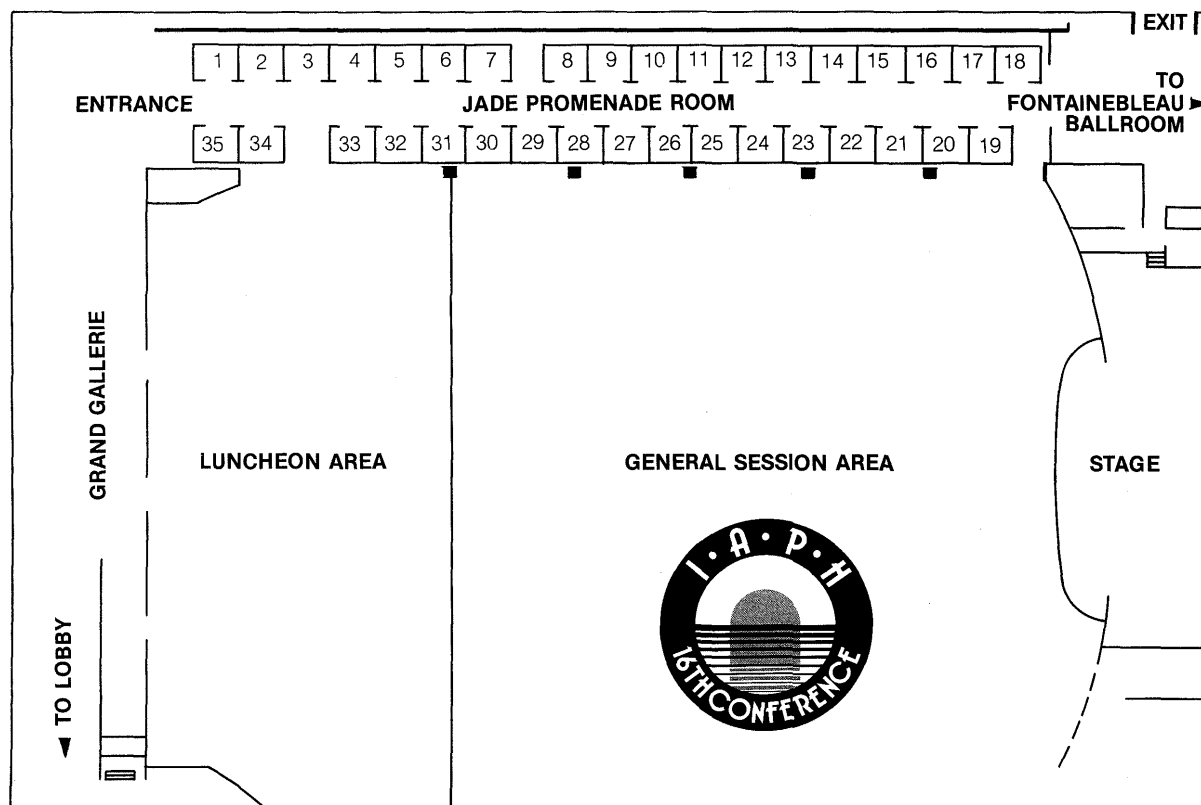 EXIT
1 2 3 4 5 6 7 8 9 10 11 12 13 14 15 16 17 18
TO
FONTAINEBLEAU
BALLROOM
ENTRANCE
JADE PROMENADE ROOM
35 34 33 32 31 30 29 28 27 26 25 24 23 22 21 20 19
GRAND GALLERIE
LUNCHEON AREA
GENERAL SESSION AREA
STAGE
I·A·P·H
16TH CONFERENCE
TO LOBBY